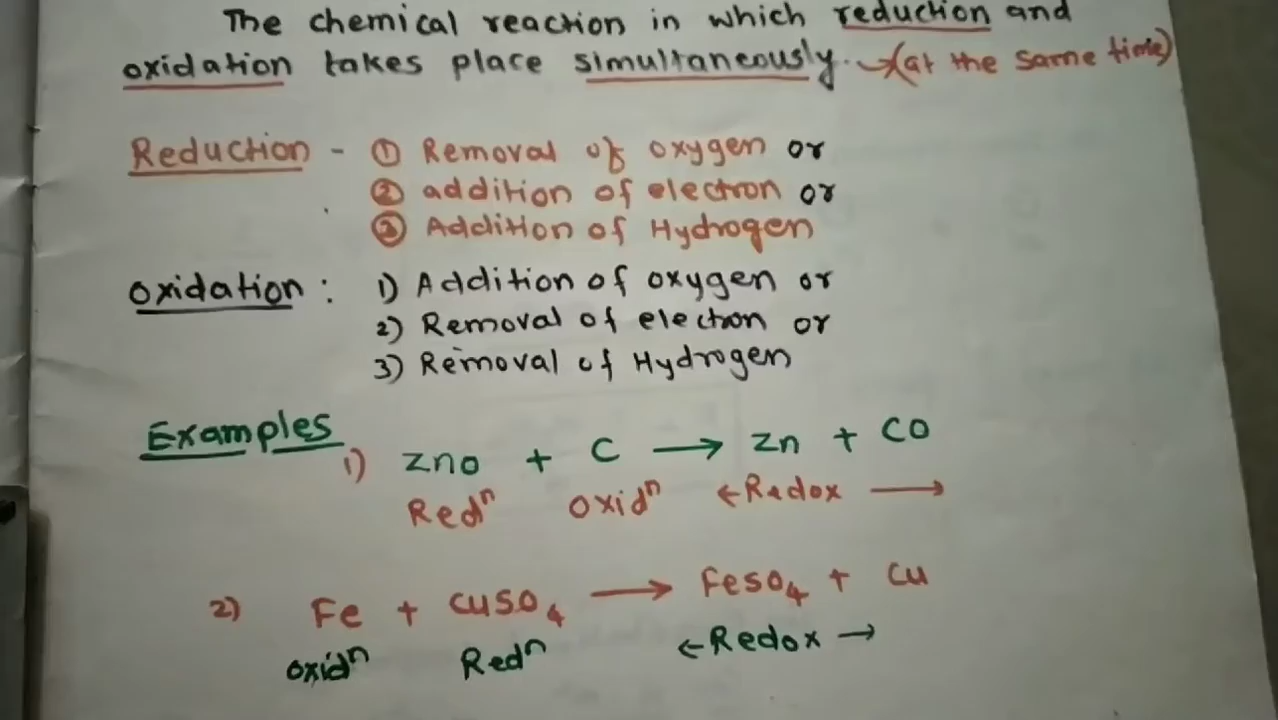 The chemical reaction in which reduction and
oxidation takes place simultaneously. →(at the same time)
Reduction - ① Removal of oxygen or
② addition of electron or
③ Addition of Hydrogen
Oxidation : 1) Addition of oxygen or
2) Removal of electron or
3) Removal of Hydrogen
Examples
1) ZnO + C ⟶ Zn + CO
Redⁿ Oxidⁿ ←Redox ⟶
2) Fe + CuSO₄ ⟶ FeSO₄ + Cu
Oxidⁿ Redⁿ ←Redox →